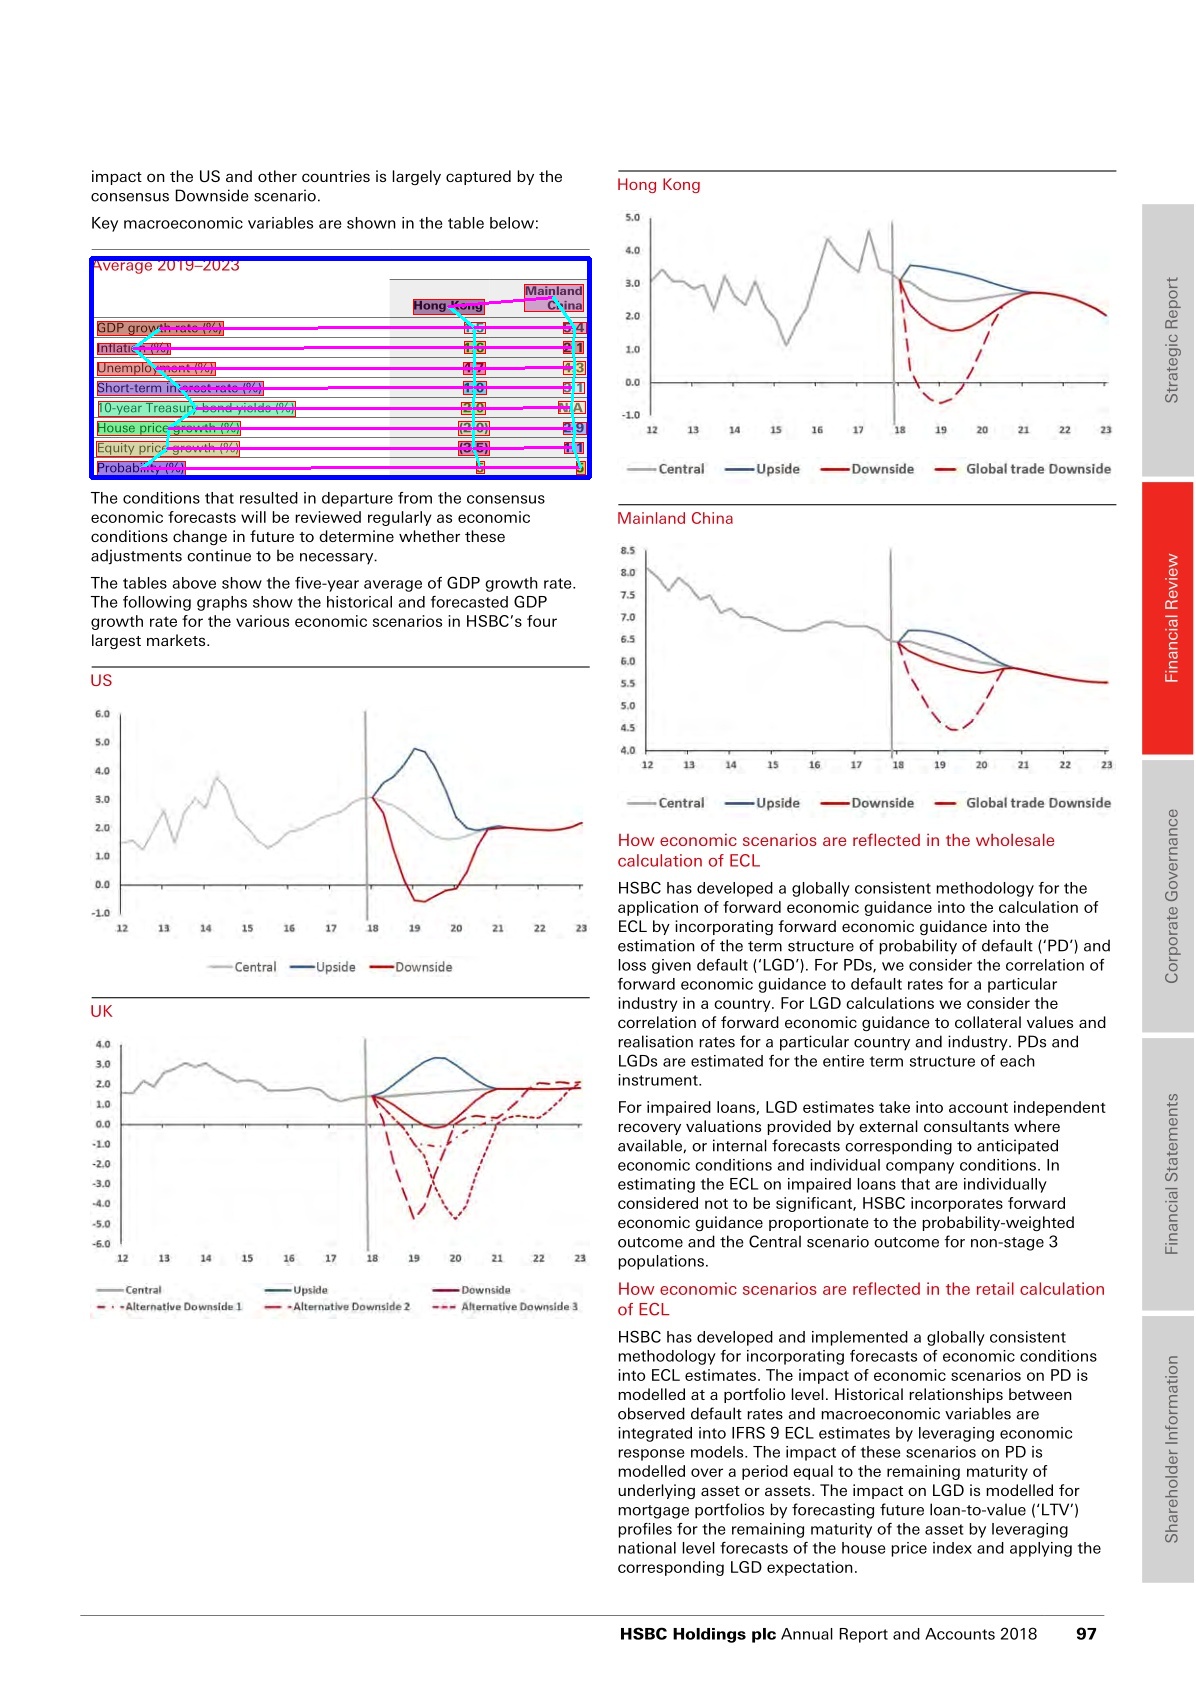 impact on the US and other countries is largely captured by the
consensus Downside scenario.
Key macroeconomic variables are shown in the table below:
Average 2019–2023
Hong Kong
Mainland
China
GDP growth rate (%)
Inflation (%)
Unemployment (%)
Short-term interest rate (%)
10-year Treasury bond yields (%)
House price growth (%)
Equity price growth (%)
Probability (%)
The conditions that resulted in departure from the consensus
economic forecasts will be reviewed regularly as economic
conditions change in future to determine whether these
adjustments continue to be necessary.
The tables above show the five-year average of GDP growth rate.
The following graphs show the historical and forecasted GDP
growth rate for the various economic scenarios in HSBC's four
largest markets.
US
6.0
5.0
4.0
3.0
2.0
1.0
0.0
-1.0
12 13 14 15 16 17 18 19 20 21 22 23
Central Upside Downside
UK
4.0
3.0
2.0
1.0
0.0
-1.0
-2.0
-3.0
-4.0
-5.0
-6.0
12 13 14 15 16 17 18 19 20 21 22 23
Central Upside Downside
Alternative Downside 1 Alternative Downside 2 Alternative Downside 3
Hong Kong
5.0
4.0
3.0
2.0
1.0
0.0
-1.0
12 13 14 15 16 17 18 19 20 21 22 23
Central Upside Downside Global trade Downside
Mainland China
8.5
8.0
7.5
7.0
6.5
6.0
5.5
5.0
4.5
4.0
12 13 14 15 16 17 18 19 20 21 22 23
Central Upside Downside Global trade Downside
How economic scenarios are reflected in the wholesale
calculation of ECL
HSBC has developed a globally consistent methodology for the
application of forward economic guidance into the calculation of
ECL by incorporating forward economic guidance into the
estimation of the term structure of probability of default ('PD') and
loss given default ('LGD'). For PDs, we consider the correlation of
forward economic guidance to default rates for a particular
industry in a country. For LGD calculations we consider the
correlation of forward economic guidance to collateral values and
realisation rates for a particular country and industry. PDs and
LGDs are estimated for the entire term structure of each
instrument.
For impaired loans, LGD estimates take into account independent
recovery valuations provided by external consultants where
available, or internal forecasts corresponding to anticipated
economic conditions and individual company conditions. In
estimating the ECL on impaired loans that are individually
considered not to be significant, HSBC incorporates forward
economic guidance proportionate to the probability-weighted
outcome and the Central scenario outcome for non-stage 3
populations.
How economic scenarios are reflected in the retail calculation
of ECL
HSBC has developed and implemented a globally consistent
methodology for incorporating forecasts of economic conditions
into ECL estimates. The impact of economic scenarios on PD is
modelled at a portfolio level. Historical relationships between
observed default rates and macroeconomic variables are
integrated into IFRS 9 ECL estimates by leveraging economic
response models. The impact of these scenarios on PD is
modelled over a period equal to the remaining maturity of
underlying asset or assets. The impact on LGD is modelled for
mortgage portfolios by forecasting future loan-to-value ('LTV')
profiles for the remaining maturity of the asset by leveraging
national level forecasts of the house price index and applying the
corresponding LGD expectation.
Strategic Report
Financial Review
Corporate Governance
Financial Statements
Shareholder Information
HSBC Holdings plc Annual Report and Accounts 2018 97